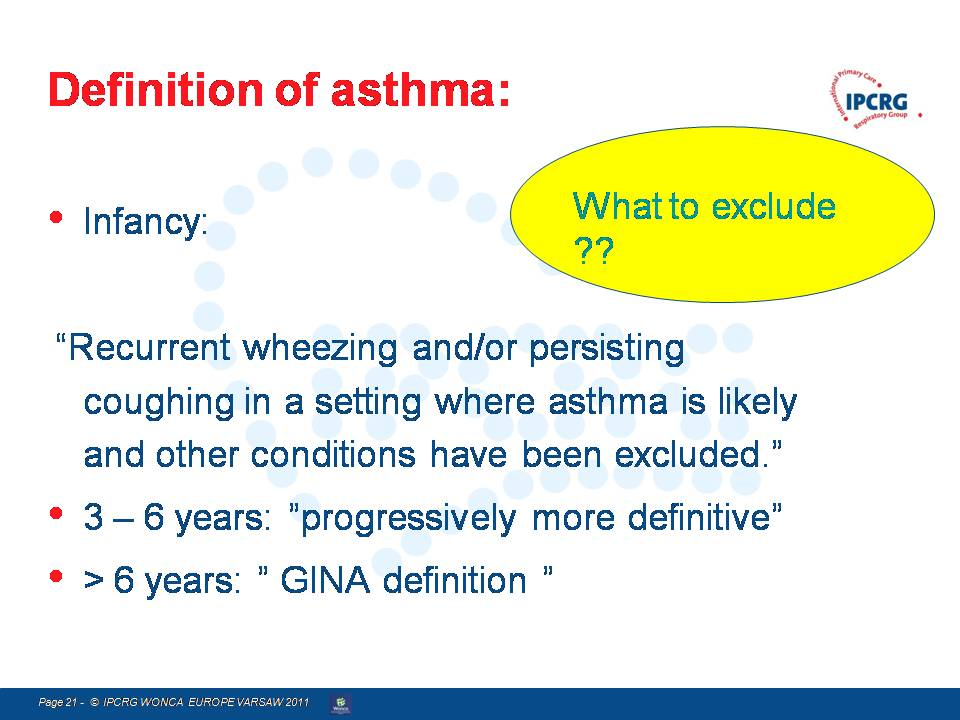 Definition of asthma:
International Primary Care
IPCRG
Respiratory Group
What to exclude
??
• Infancy:
“Recurrent wheezing and/or persisting
coughing in a setting where asthma is likely
and other conditions have been excluded.”
• 3 – 6 years: ”progressively more definitive”
• > 6 years: ” GINA definition ”
Page 21 - © IPCRG WONCA EUROPE VARSAW 2011
Wonca